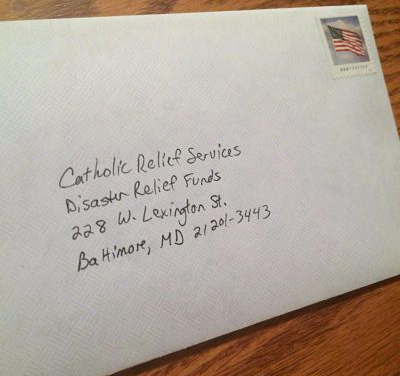 Catholic Relief Services
Disaster Relief Funds
228 W. Lexington St.
Baltimore, MD 21201-3443